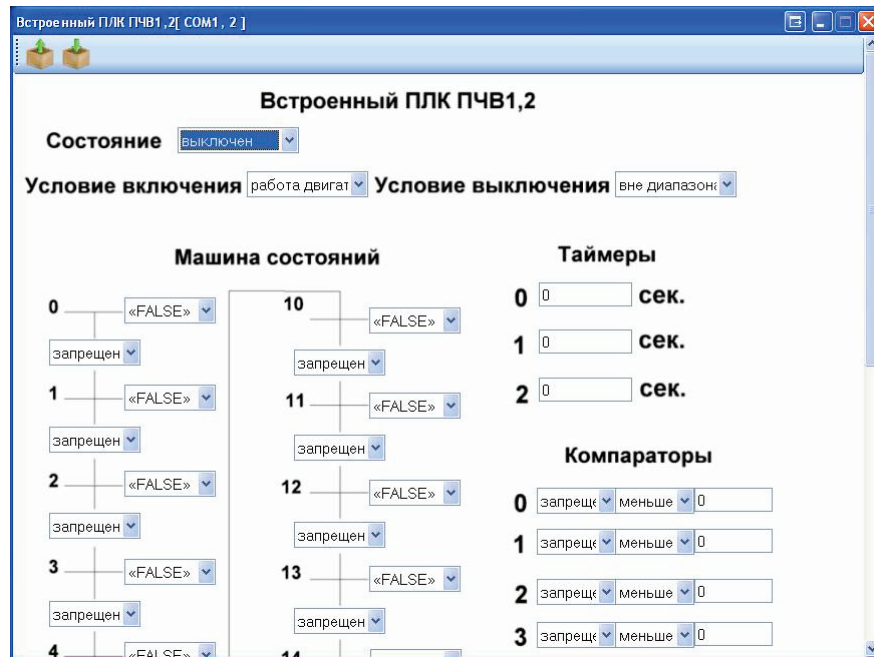 Встроенный ПЛК ПЧВ1,2[ COM1 , 2 ]
Встроенный ПЛК ПЧВ1,2
Состояние выключен
Условие включения работа двигат Условие выключения вне диапазона
Машина состояний
0 «FALSE»
запрещен
1 «FALSE»
запрещен
2 «FALSE»
запрещен
3 «FALSE»
запрещен
4 «FALSE»
10 «FALSE»
запрещен
11 «FALSE»
запрещен
12 «FALSE»
запрещен
13 «FALSE»
запрещен
14
Таймеры
0 0 сек.
1 0 сек.
2 0 сек.
Компараторы
0 запреще меньше 0
1 запреще меньше 0
2 запреще меньше 0
3 запреще меньше 0